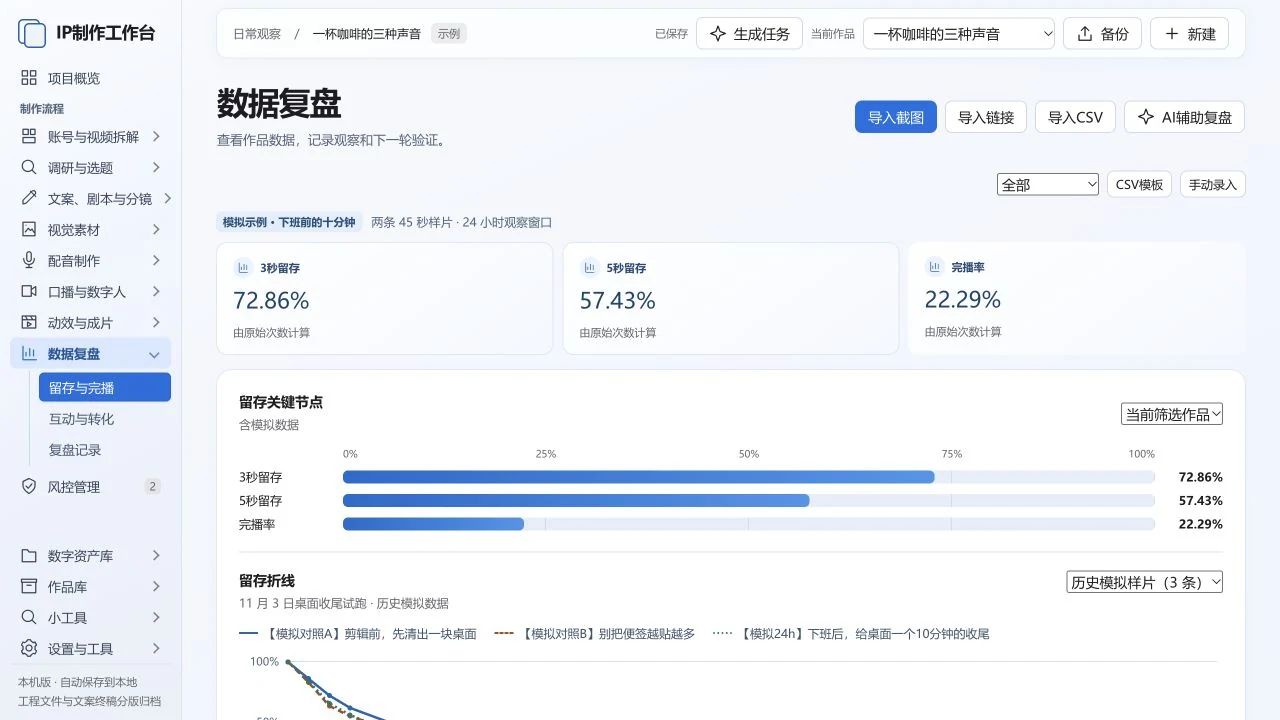 IP制作工作台
项目概览
制作流程
账号与视频拆解
调研与选题
文案、剧本与分镜
视觉素材
配音制作
口播与数字人
动效与成片
数据复盘
留存与完播
互动与转化
复盘记录
风控管理 2
数字资产库
作品库
小工具
设置与工具
本机版 · 自动保存到本地
工程文件与文案终稿分版归档
日常观察 / 一杯咖啡的三种声音 示例 已保存 生成任务 当前作品 一杯咖啡的三种声音 备份 新建
数据复盘
查看作品数据，记录观察和下一轮验证。
导入截图 导入链接 导入CSV AI辅助复盘
全部 CSV模板 手动录入
模拟示例 · 下班前的十分钟 两条 45 秒样片 · 24 小时观察窗口
3秒留存 5秒留存 完播率
72.86% 57.43% 22.29%
由原始次数计算 由原始次数计算 由原始次数计算
留存关键节点
含模拟数据
当前筛选作品
0% 25% 50% 75% 100%
3秒留存 72.86%
5秒留存 57.43%
完播率 22.29%
留存折线
历史模拟样片（3 条）
11 月 3 日桌面收尾试跑 · 历史模拟数据
【模拟对照A】剪辑前，先清出一块桌面 【模拟对照B】别把便签越贴越多 【模拟24h】下班后，给桌面一个10分钟的收尾
100%